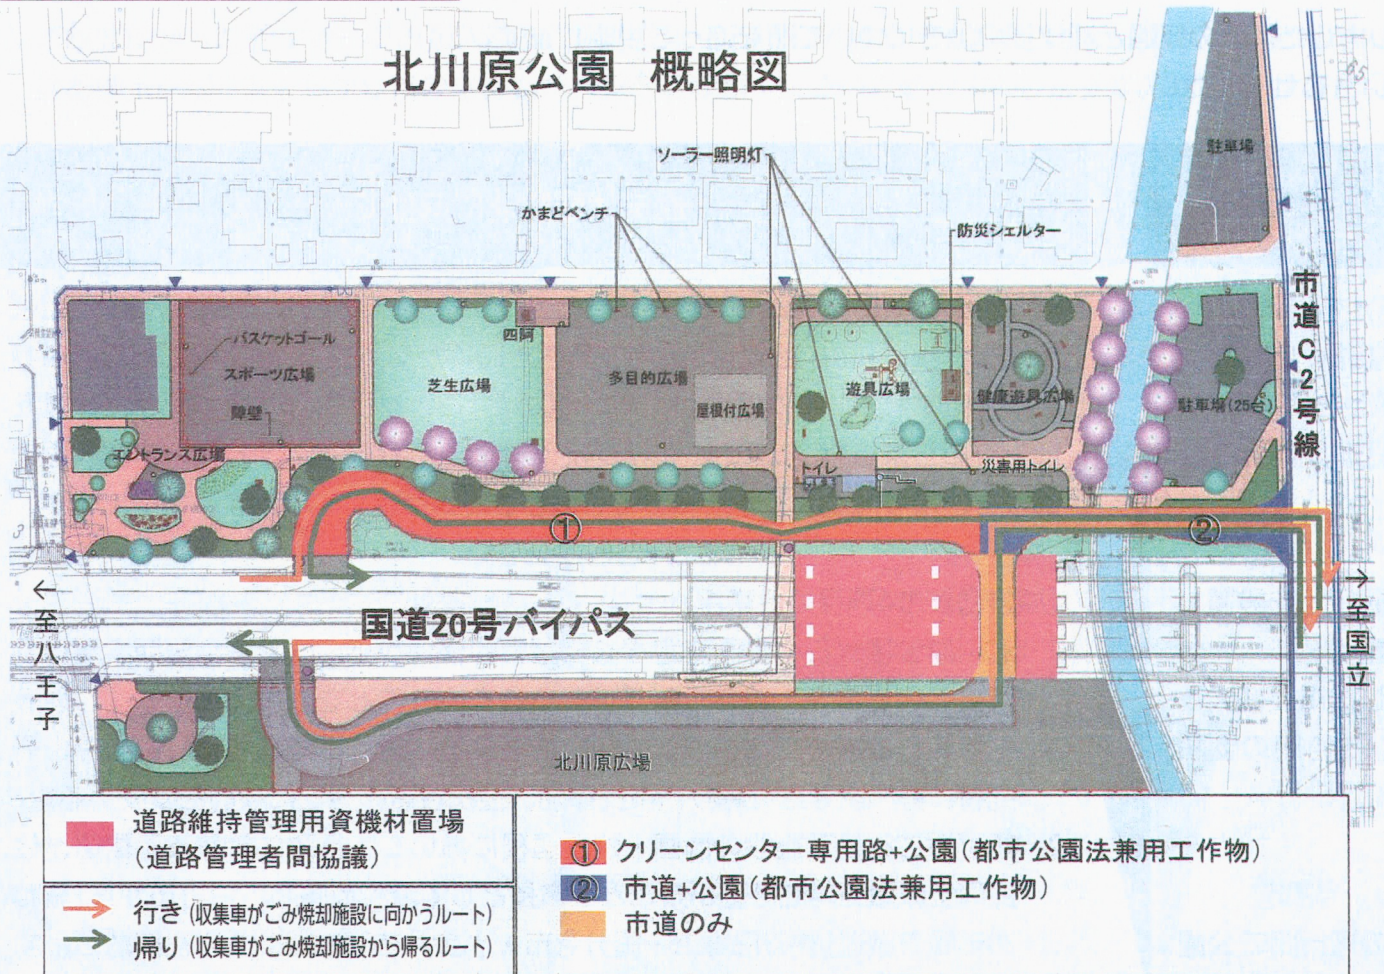 北川原公園 概略図
ソーラー照明灯
駐車場
かまどベンチ
防災シェルター
市道C2号線
四阿
バスケットゴール
スポーツ広場
障壁
芝生広場
多目的広場
屋根付広場
遊具広場
健康遊具広場
駐車場(25台)
エントランス広場
トイレ
災害用トイレ
①
②
←至八王子
国道20号バイパス
→至国立
北川原広場
道路維持管理用資機材置場
(道路管理者間協議)
行き(収集車がごみ焼却施設に向かうルート)
帰り(収集車がごみ焼却施設から帰るルート)
① クリーンセンター専用路+公園(都市公園法兼用工作物)
② 市道+公園(都市公園法兼用工作物)
市道のみ